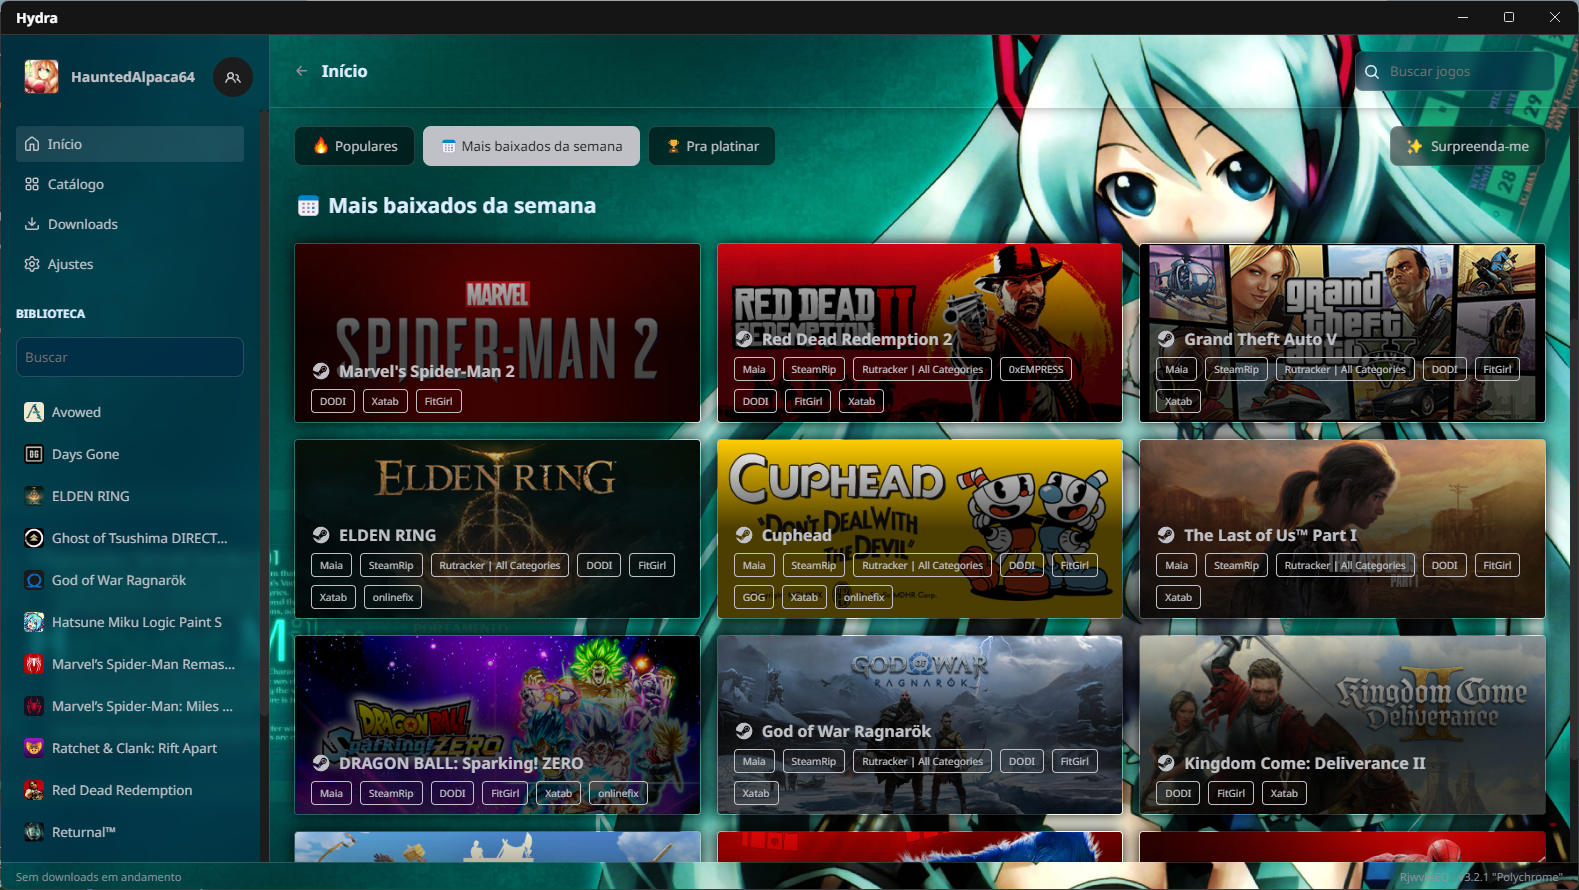 Hydra
HauntedAlpaca64
Início
Catálogo
Downloads
Ajustes
BIBLIOTECA
Buscar
Avowed
Days Gone
ELDEN RING
Ghost of Tsushima DIRECT...
God of War Ragnarök
Hatsune Miku Logic Paint S
Marvel's Spider-Man Remas...
Marvel's Spider-Man: Miles ...
Ratchet & Clank: Rift Apart
Red Dead Redemption
Returnal™
Início
Buscar jogos
Populares
Mais baixados da semana
Pra platinar
Surpreenda-me
Mais baixados da semana
MARVEL
SPIDER-MAN 2
Marvel's Spider-Man 2
DODI Xatab FitGirl
RED DEAD II
REDEMPTION
Red Dead Redemption 2
Maia SteamRip Rutracker | All Categories 0xEMPRESS
DODI FitGirl Xatab
grand
theft
auto V
Grand Theft Auto V
Maia SteamRip Rutracker | All Categories DODI FitGirl
Xatab
ELDEN RING
ELDEN RING
Maia SteamRip Rutracker | All Categories DODI FitGirl
Xatab onlinefix
CUPHEAD
"DON'T DEAL WITH
THE DEVIL"
Cuphead
Maia SteamRip Rutracker | All Categories DODI FitGirl
GOG Xatab onlinefix
The Last of Us™ Part I
Maia SteamRip Rutracker | All Categories DODI FitGirl
Xatab
DRAGON BALL
Sparking! ZERO
DRAGON BALL: Sparking! ZERO
Maia SteamRip DODI FitGirl Xatab onlinefix
GOD OF WAR
RAGNARÖK
God of War Ragnarök
Maia SteamRip Rutracker | All Categories DODI FitGirl
Xatab
Kingdom Come
Deliverance
II
Kingdom Come: Deliverance II
DODI FitGirl Xatab
Sem downloads em andamento
v3.2.1 "Polychrome"